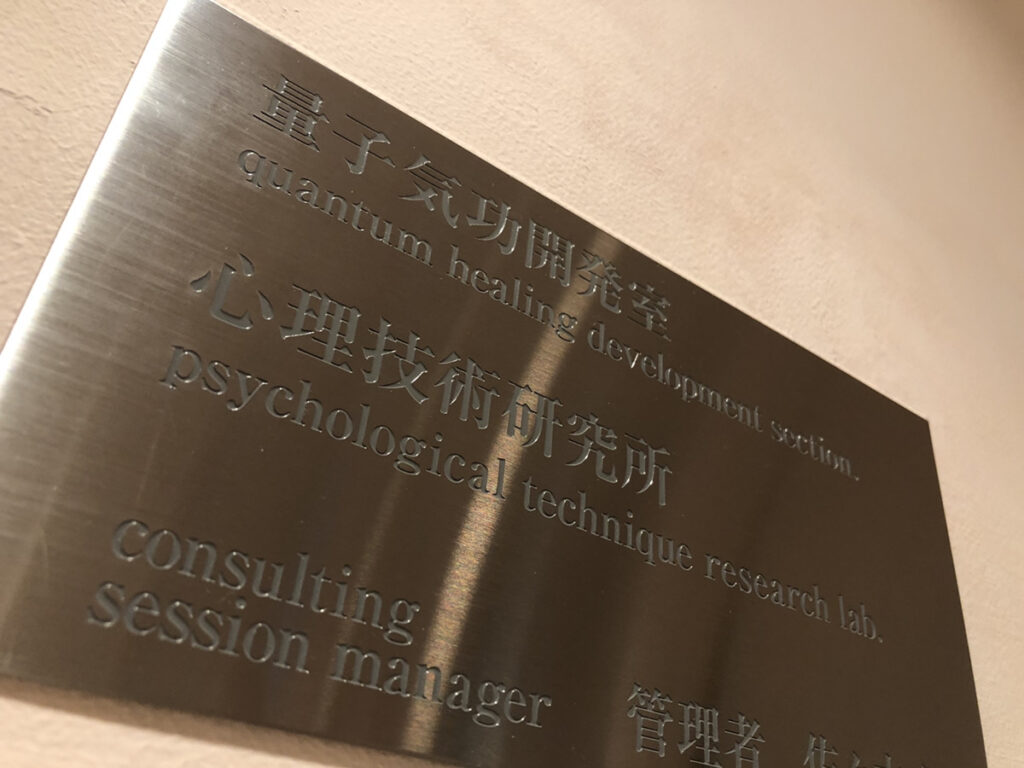 量子気功開発室
quantum healing development section.
心理技術研究所
psychological technique research lab.
consulting
session manager
管理者